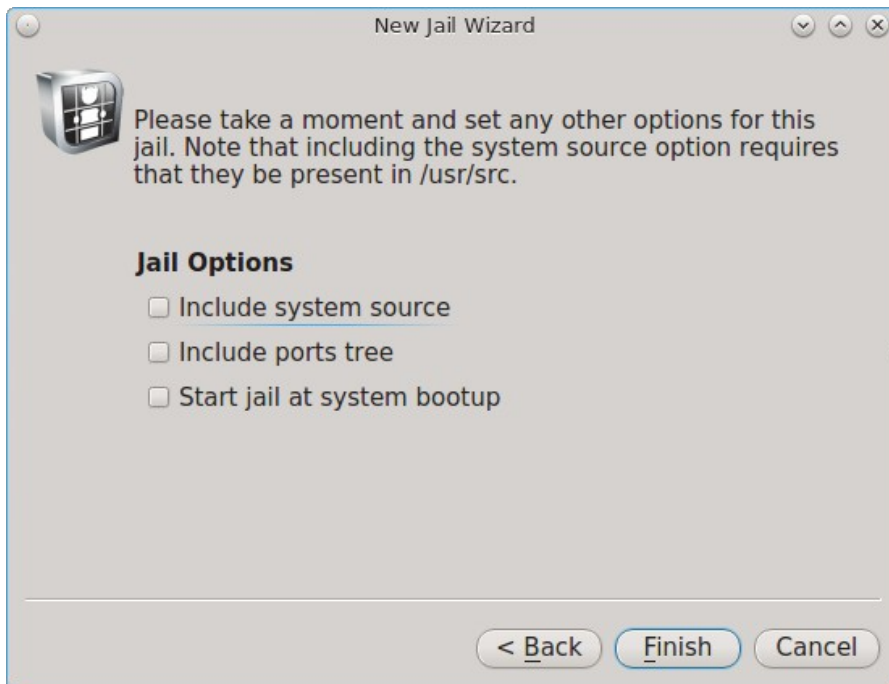 New Jail Wizard
Please take a moment and set any other options for this
jail. Note that including the system source option requires
that they be present in /usr/src.
Jail Options
Include system source
Include ports tree
Start jail at system bootup
< Back Finish Cancel